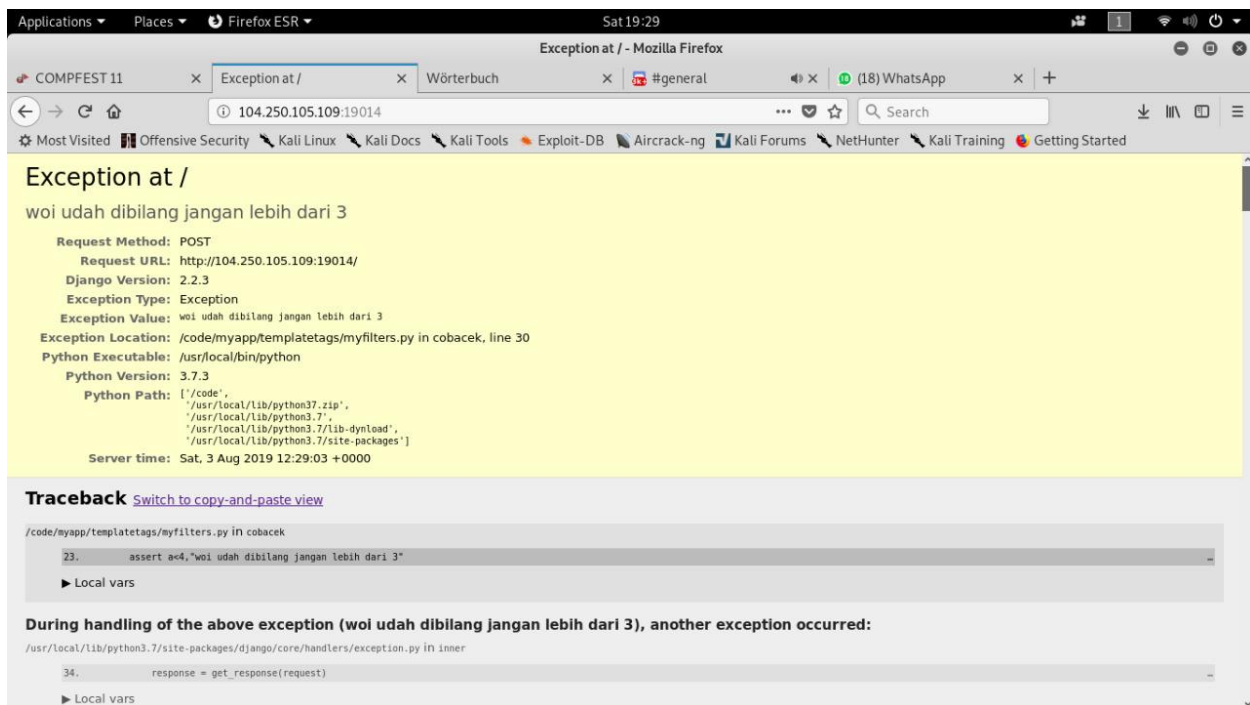 Applications Places Firefox ESR Sat 19:29 1
Exception at / - Mozilla Firefox
COMPFEST 11 Exception at / Wörterbuch #general (18) WhatsApp
104.250.105.109:19014 Search
Most Visited Offensive Security Kali Linux Kali Docs Kali Tools Exploit-DB Aircrack-ng Kali Forums NetHunter Kali Training Getting Started
Exception at /
woi udah dibilang jangan lebih dari 3
Request Method: POST
Request URL: http://104.250.105.109:19014/
Django Version: 2.2.3
Exception Type: Exception
Exception Value: woi udah dibilang jangan lebih dari 3
Exception Location: /code/myapp/templatetags/myfilters.py in cobacek, line 30
Python Executable: /usr/local/bin/python
Python Version: 3.7.3
Python Path: ['/code',
'/usr/local/lib/python37.zip',
'/usr/local/lib/python3.7',
'/usr/local/lib/python3.7/lib-dynload',
'/usr/local/lib/python3.7/site-packages']
Server time: Sat, 3 Aug 2019 12:29:03 +0000
Traceback Switch to copy-and-paste view
/code/myapp/templatetags/myfilters.py in cobacek
23. assert a<4,"woi udah dibilang jangan lebih dari 3" …
▶ Local vars
During handling of the above exception (woi udah dibilang jangan lebih dari 3), another exception occurred:
/usr/local/lib/python3.7/site-packages/django/core/handlers/exception.py in inner
34. response = get_response(request) …
▶ Local vars